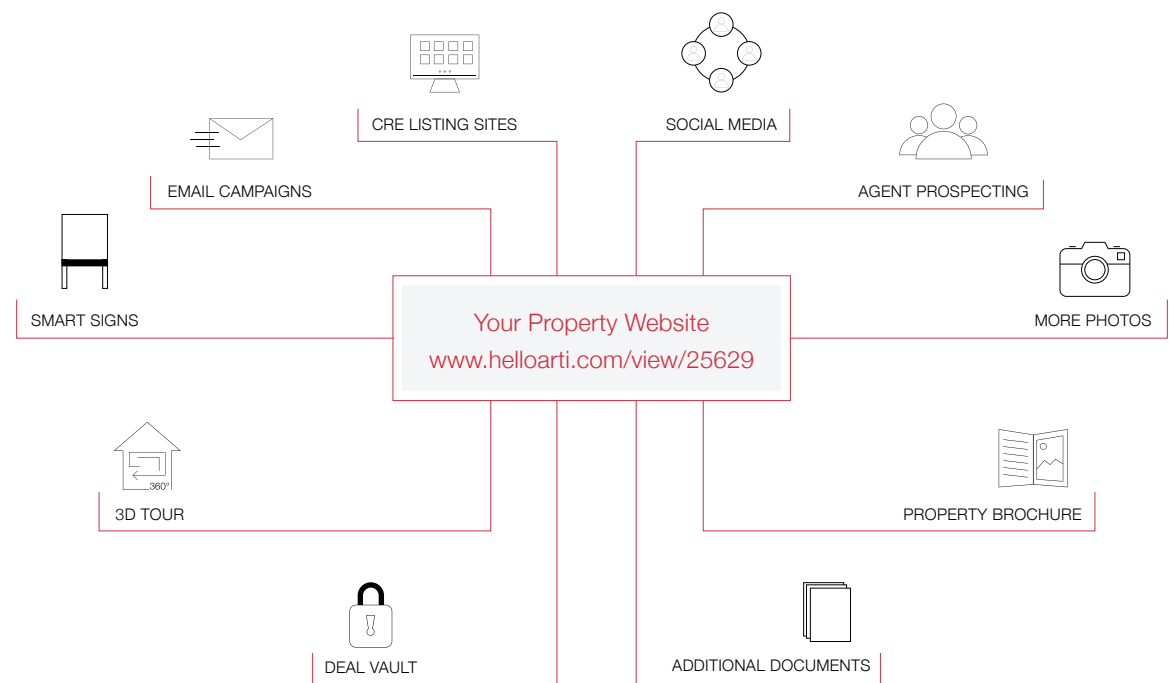 CRE LISTING SITES
SOCIAL MEDIA
EMAIL CAMPAIGNS
AGENT PROSPECTING
SMART SIGNS
MORE PHOTOS
Your Property Website
www.helloarti.com/view/25629
360°
3D TOUR
PROPERTY BROCHURE
DEAL VAULT
ADDITIONAL DOCUMENTS